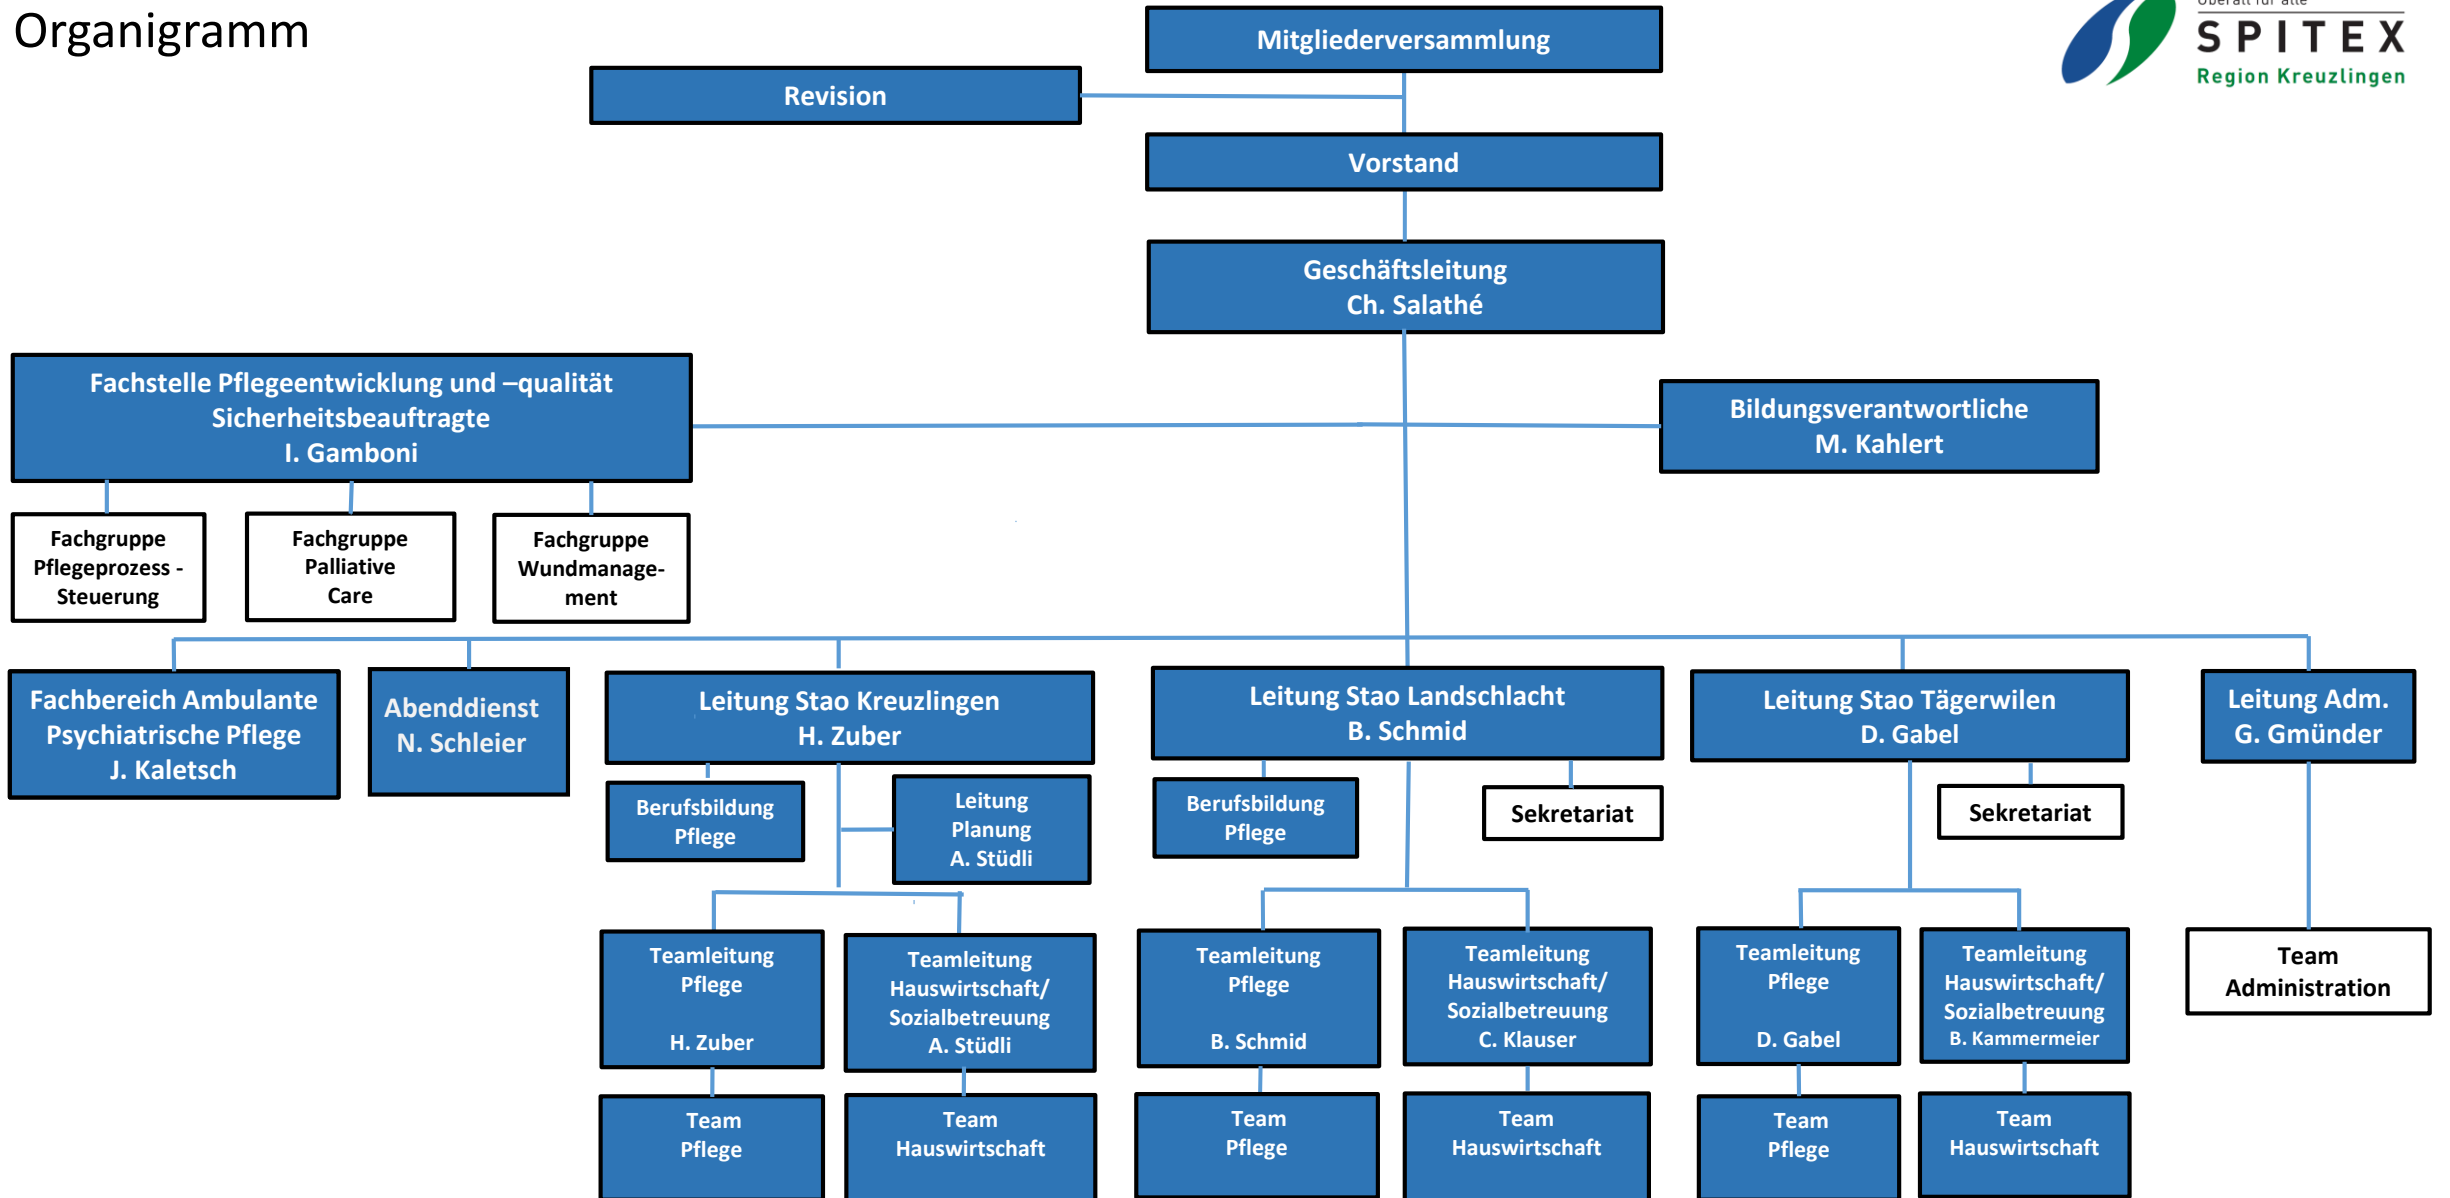 Organigramm
Überall für alle
SPITEX
Region Kreuzlingen
Mitgliederversammlung
Revision
Vorstand
Geschäftsleitung
Ch. Salathé
Fachstelle Pflegeentwicklung und –qualität
Sicherheitsbeauftragte
I. Gamboni
Bildungsverantwortliche
M. Kahlert
Fachgruppe
Pflegeprozess -
Steuerung
Fachgruppe
Palliative
Care
Fachgruppe
Wundmanage-
ment
Fachbereich Ambulante
Psychiatrische Pflege
J. Kaletsch
Abenddienst
N. Schleier
Leitung Stao Kreuzlingen
H. Zuber
Leitung Stao Landschlacht
B. Schmid
Leitung Stao Tägerwilen
D. Gabel
Leitung Adm.
G. Gmünder
Berufsbildung
Pflege
Leitung
Planung
A. Stüdli
Berufsbildung
Pflege
Sekretariat
Sekretariat
Teamleitung
Pflege
H. Zuber
Teamleitung
Hauswirtschaft/
Sozialbetreuung
A. Stüdli
Teamleitung
Pflege
B. Schmid
Teamleitung
Hauswirtschaft/
Sozialbetreuung
C. Klauser
Teamleitung
Pflege
D. Gabel
Teamleitung
Hauswirtschaft/
Sozialbetreuung
B. Kammermeier
Team
Administration
Team
Pflege
Team
Hauswirtschaft
Team
Pflege
Team
Hauswirtschaft
Team
Pflege
Team
Hauswirtschaft